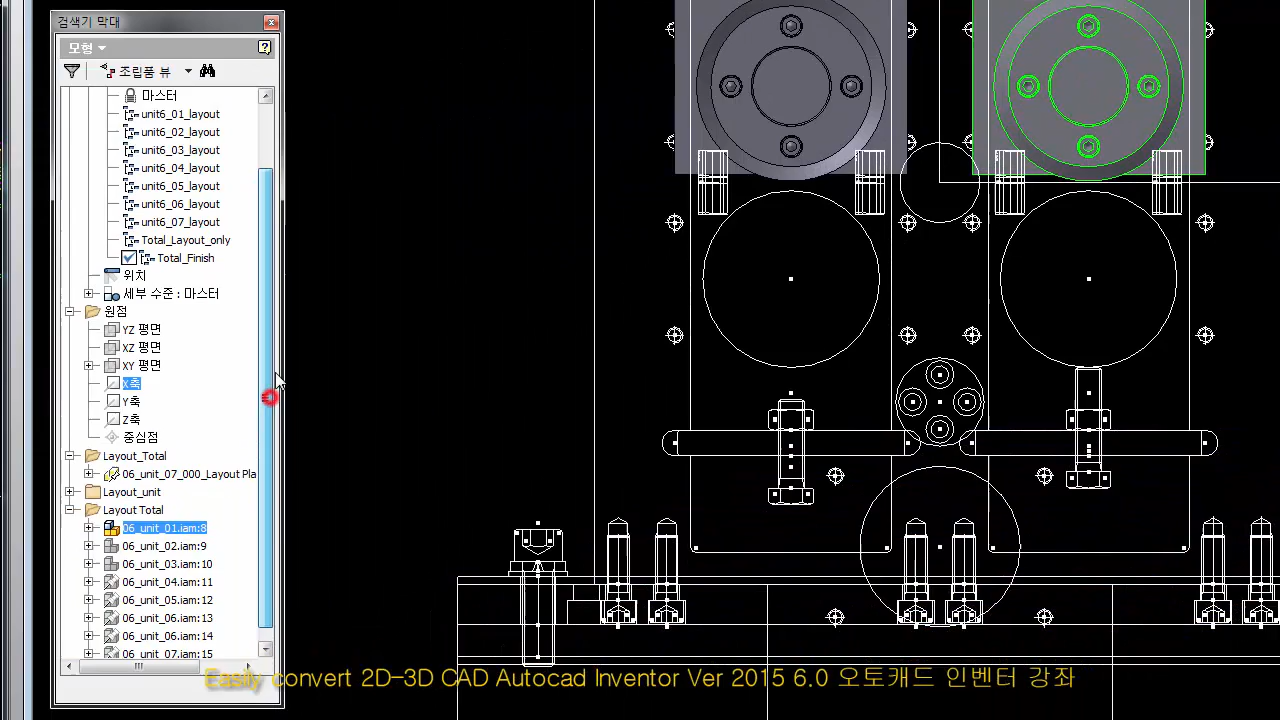 검색기 막대
모형
조립품 뷰
마스터
unit6_01_layout
unit6_02_layout
unit6_03_layout
unit6_04_layout
unit6_05_layout
unit6_06_layout
unit6_07_layout
Total_Layout_only
Total_Finish
위치
세부 수준 : 마스터
원점
YZ 평면
XZ 평면
XY 평면
X축
Y축
Z축
중심점
Layout_Total
06_unit_07_000_Layout Pla
Layout_unit
Layout Total
06_unit_01.iam:8
06_unit_02.iam:9
06_unit_03.iam:10
06_unit_04.iam:11
06_unit_05.iam:12
06_unit_06.iam:13
06_unit_06.iam:14
06_unit_07.iam:15
Easily convert 2D-3D CAD Autocad Inventor Ver 2015 6.0 오토캐드 인벤터 강좌